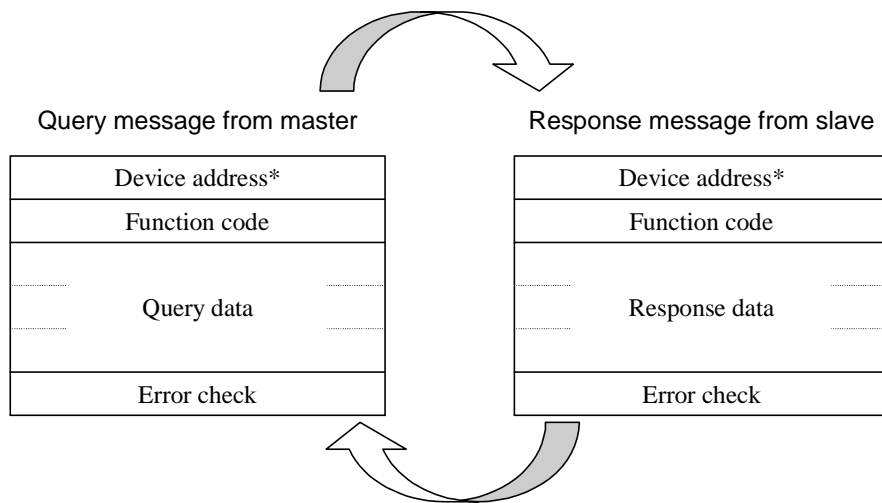 Query message from master
Device address*
Function code
Query data
Error check
Response message from slave
Device address*
Function code
Response data
Error check